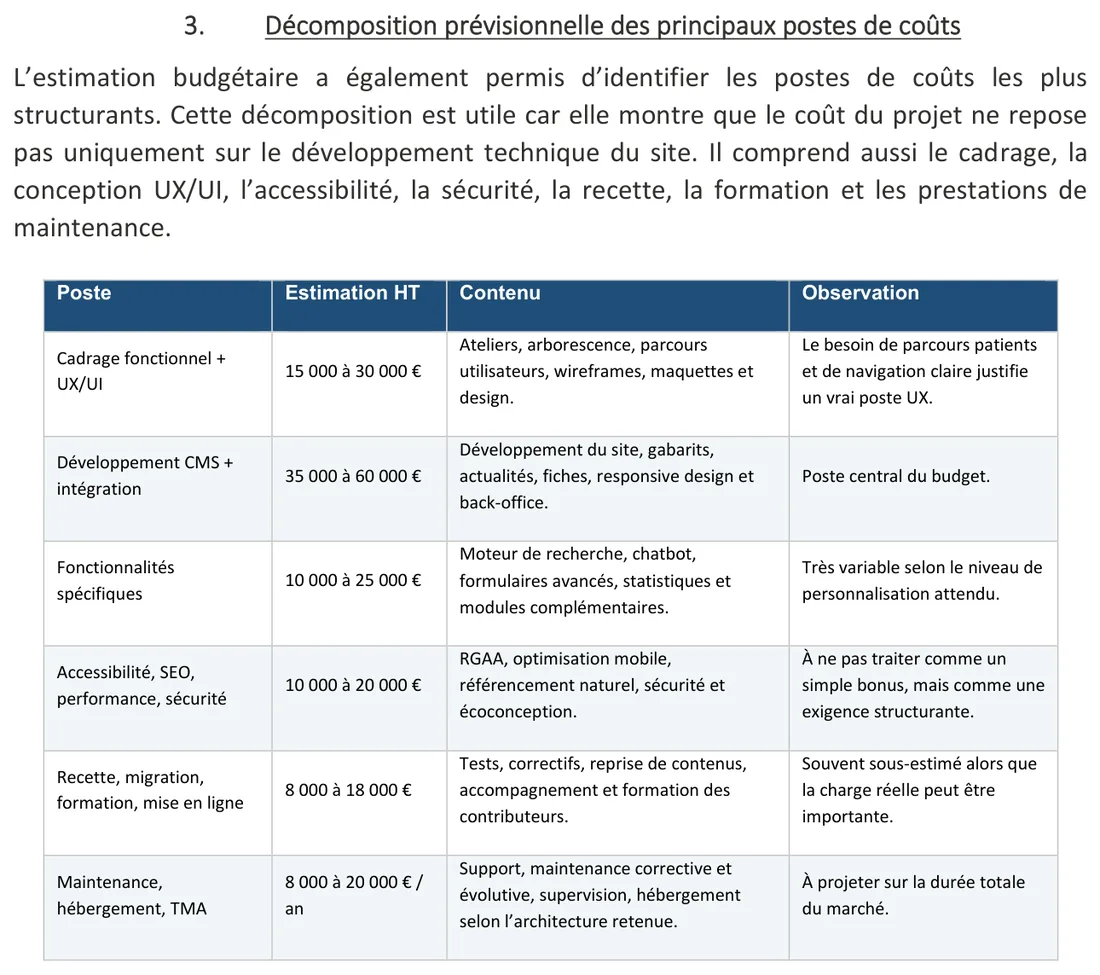 3. Décomposition prévisionnelle des principaux postes de coûts
L’estimation budgétaire a également permis d’identifier les postes de coûts les plus
structurants. Cette décomposition est utile car elle montre que le coût du projet ne repose
pas uniquement sur le développement technique du site. Il comprend aussi le cadrage, la
conception UX/UI, l’accessibilité, la sécurité, la recette, la formation et les prestations de
maintenance.
Poste
Estimation HT
Contenu
Observation
Cadrage fonctionnel +
UX/UI
15 000 à 30 000 €
Ateliers, arborescence, parcours
utilisateurs, wireframes, maquettes et
design.
Le besoin de parcours patients
et de navigation claire justifie
un vrai poste UX.
Développement CMS +
intégration
35 000 à 60 000 €
Développement du site, gabarits,
actualités, fiches, responsive design et
back-office.
Poste central du budget.
Fonctionnalités
spécifiques
10 000 à 25 000 €
Moteur de recherche, chatbot,
formulaires avancés, statistiques et
modules complémentaires.
Très variable selon le niveau de
personnalisation attendu.
Accessibilité, SEO,
performance, sécurité
10 000 à 20 000 €
RGAA, optimisation mobile,
référencement naturel, sécurité et
écoconception.
À ne pas traiter comme un
simple bonus, mais comme une
exigence structurante.
Recette, migration,
formation, mise en ligne
8 000 à 18 000 €
Tests, correctifs, reprise de contenus,
accompagnement et formation des
contributeurs.
Souvent sous-estimé alors que
la charge réelle peut être
importante.
Maintenance,
hébergement, TMA
8 000 à 20 000 € /
an
Support, maintenance corrective et
évolutive, supervision, hébergement
selon l’architecture retenue.
À projeter sur la durée totale
du marché.